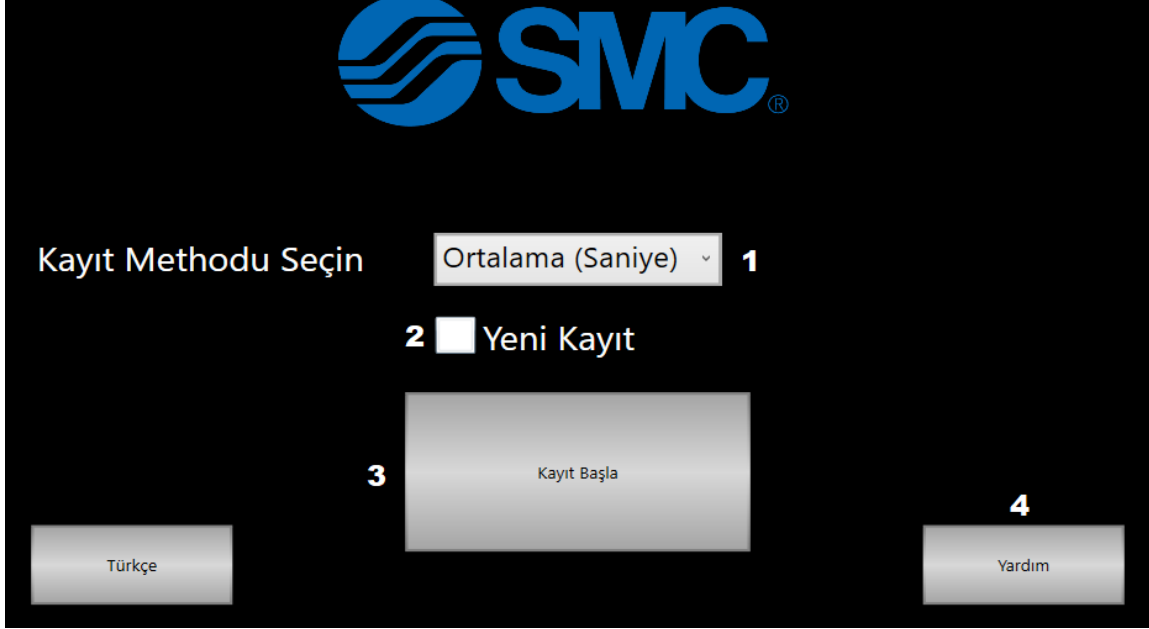 SMC®
Kayıt Methodu Seçin
Ortalama (Saniye)
1
2
Yeni Kayıt
3
Kayıt Başla
4
Türkçe
Yardım